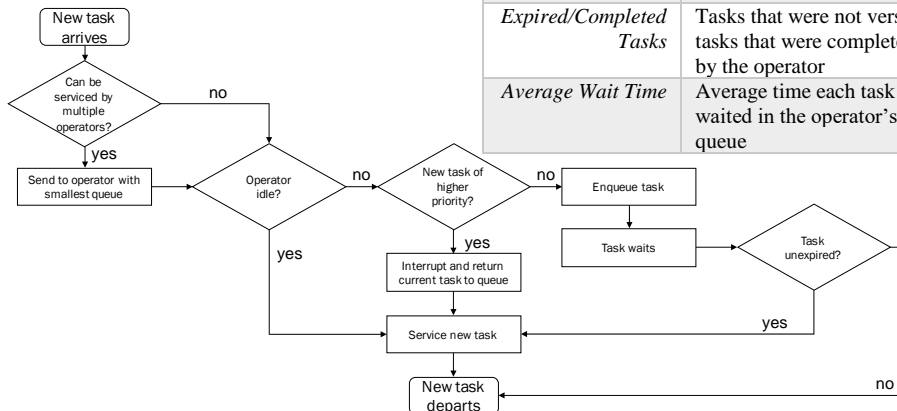 New task
arrives
Can be
serviced by
multiple
operators?
no
yes
Send to operator with
smallest queue
Operator
idle?
no
yes
New task of
higher
priority?
no
yes
Interrupt and return
current task to queue
Enqueue task
Task waits
Task
unexpired?
yes
no
Service new task
New task
departs
Expired/Completed
Tasks
Tasks that were not vers
tasks that were complete
by the operator
Average Wait Time
Average time each task
waited in the operator's
queue